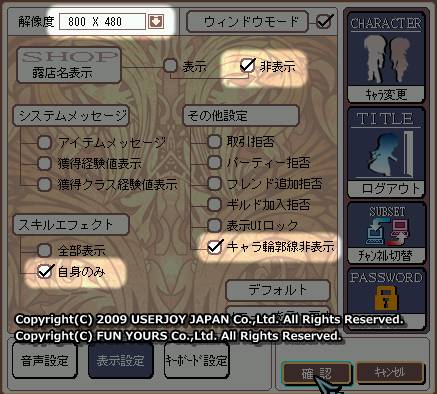 解像度 800 X 480 ウィンドウモード
SHOP
露店名表示 表示 非表示
システムメッセージ その他設定
アイテムメッセージ 取引拒否
獲得経験値表示 パーティー拒否
獲得クラス経験値表示 フレンド追加拒否
ギルド加入拒否
スキルエフェクト 表示UIロック
全部表示 キャラ輪郭線非表示
自身のみ
デフォルト
CHARACTER
キャラ変更
TITLE
ログアウト
SUBSET
チャンネル切替
PASSWORD
Copyright(C) 2009 USERJOY JAPAN Co.,Ltd. All Rights Reserved.
Copyright(C) FUN YOURS Co.,Ltd. All Rights Reserved.
音声設定 表示設定 キーボード設定 確認 キャンセル